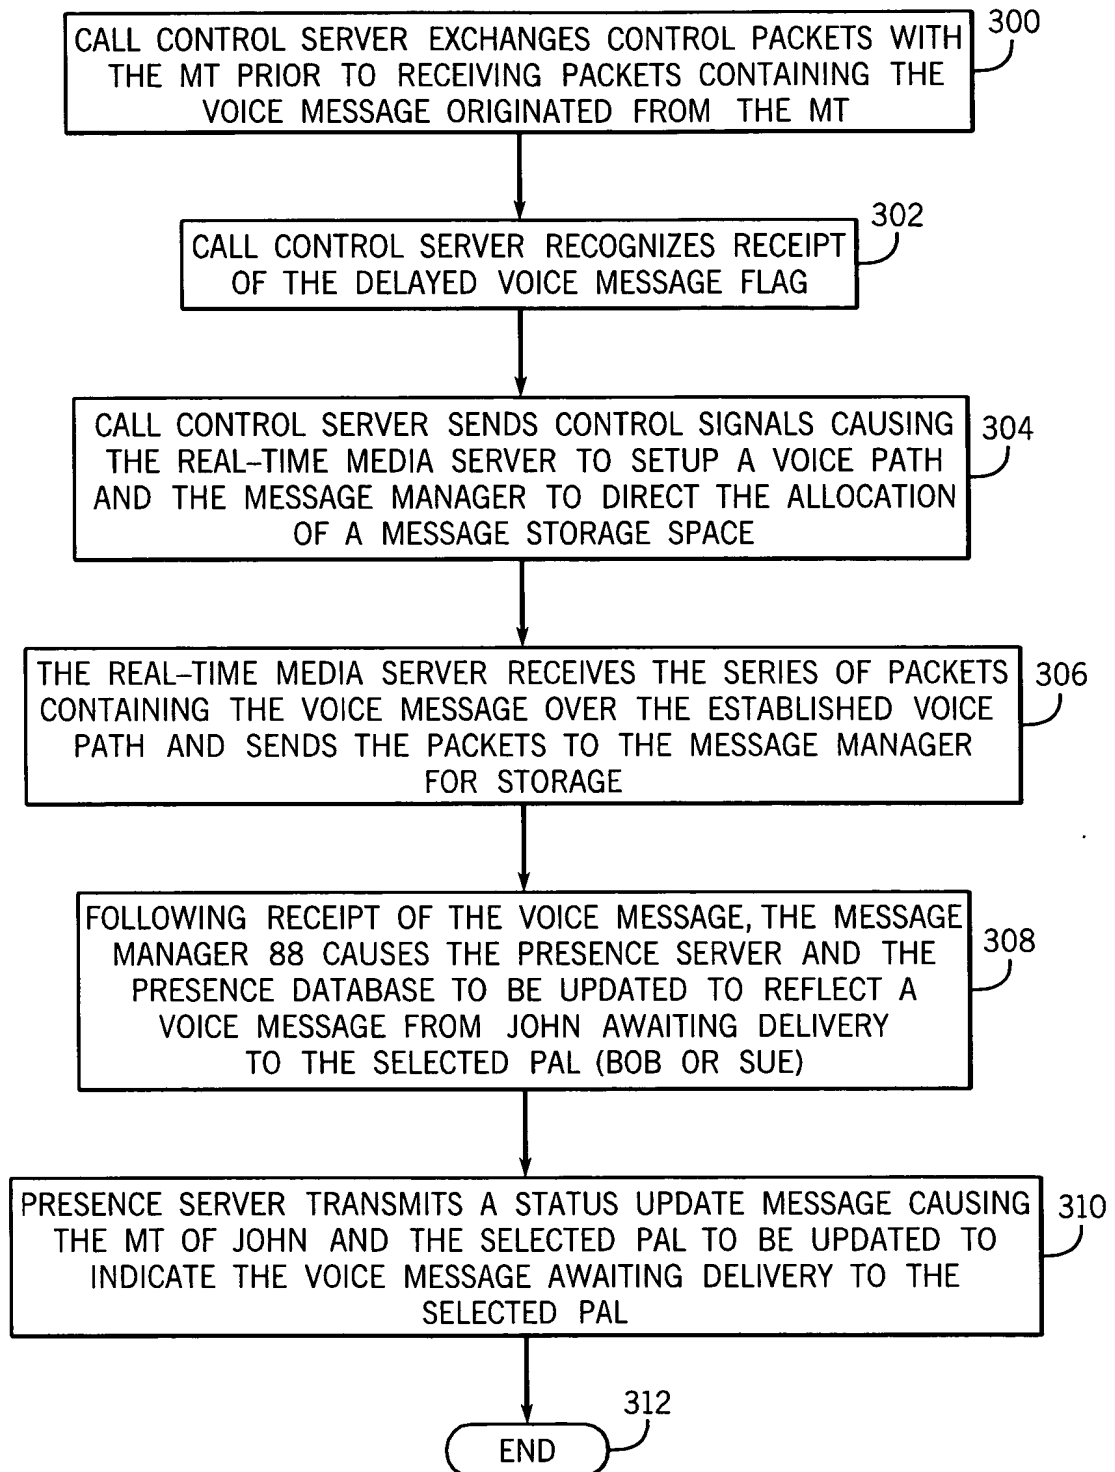 CALL CONTROL SERVER EXCHANGES CONTROL PACKETS WITH
THE MT PRIOR TO RECEIVING PACKETS CONTAINING THE
VOICE MESSAGE ORIGINATED FROM THE MT
300
CALL CONTROL SERVER RECOGNIZES RECEIPT
OF THE DELAYED VOICE MESSAGE FLAG
302
CALL CONTROL SERVER SENDS CONTROL SIGNALS CAUSING
THE REAL-TIME MEDIA SERVER TO SETUP A VOICE PATH
AND THE MESSAGE MANAGER TO DIRECT THE ALLOCATION
OF A MESSAGE STORAGE SPACE
304
THE REAL-TIME MEDIA SERVER RECEIVES THE SERIES OF PACKETS
CONTAINING THE VOICE MESSAGE OVER THE ESTABLISHED VOICE
PATH AND SENDS THE PACKETS TO THE MESSAGE MANAGER
FOR STORAGE
306
FOLLOWING RECEIPT OF THE VOICE MESSAGE, THE MESSAGE
MANAGER 88 CAUSES THE PRESENCE SERVER AND THE
PRESENCE DATABASE TO BE UPDATED TO REFLECT A
VOICE MESSAGE FROM JOHN AWAITING DELIVERY
TO THE SELECTED PAL (BOB OR SUE)
308
PRESENCE SERVER TRANSMITS A STATUS UPDATE MESSAGE CAUSING
THE MT OF JOHN AND THE SELECTED PAL TO BE UPDATED TO
INDICATE THE VOICE MESSAGE AWAITING DELIVERY TO THE
SELECTED PAL
310
END
312